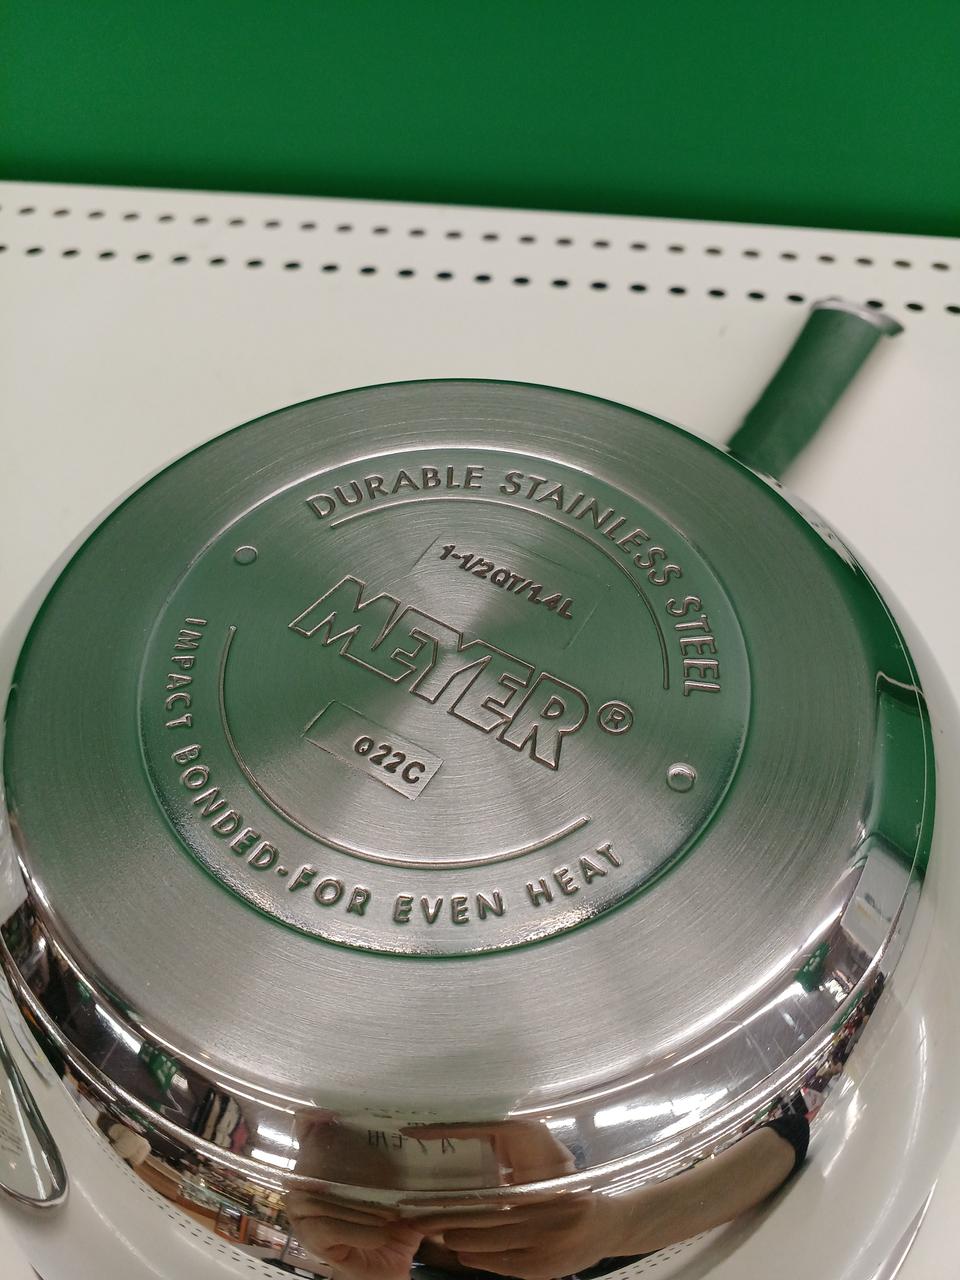 DURABLE STAINLESS STEEL
1-1/2QT/1.4L
MEYER®
022C
IMPACT BONDED-FOR EVEN HEAT